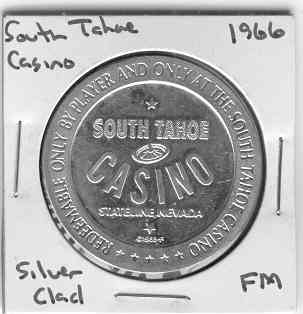 South Tahoe
Casino
1966
REDEEMABLE ONLY BY PLAYER AND ONLY AT THE SOUTH TAHOE CASINO
SOUTH TAHOE
CASINO
STATELINE, NEVADA
Silver
Clad
FM